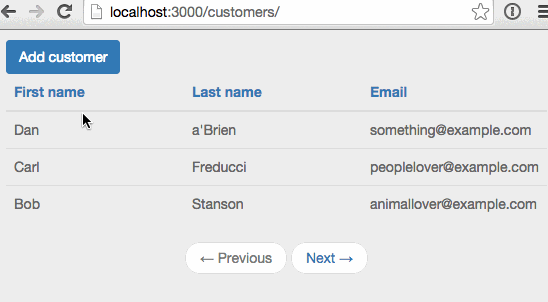 localhost:3000/customers/
Add customer
First name Last name Email
Dan a'Brien something@example.com
Carl Freducci peoplelover@example.com
Bob Stanson animallover@example.com
← Previous Next →